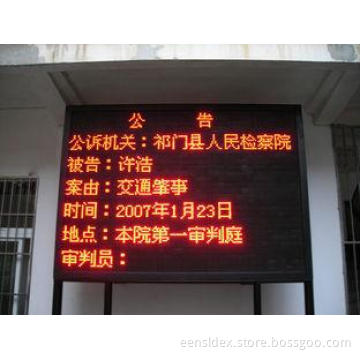 公 告
公诉机关：祁门县人民检察院
被告：许浩
案由：交通肇事
时间：2007年1月23日
地点：本院第一审判庭
审判员：
eensldex.store.bossgoo.com